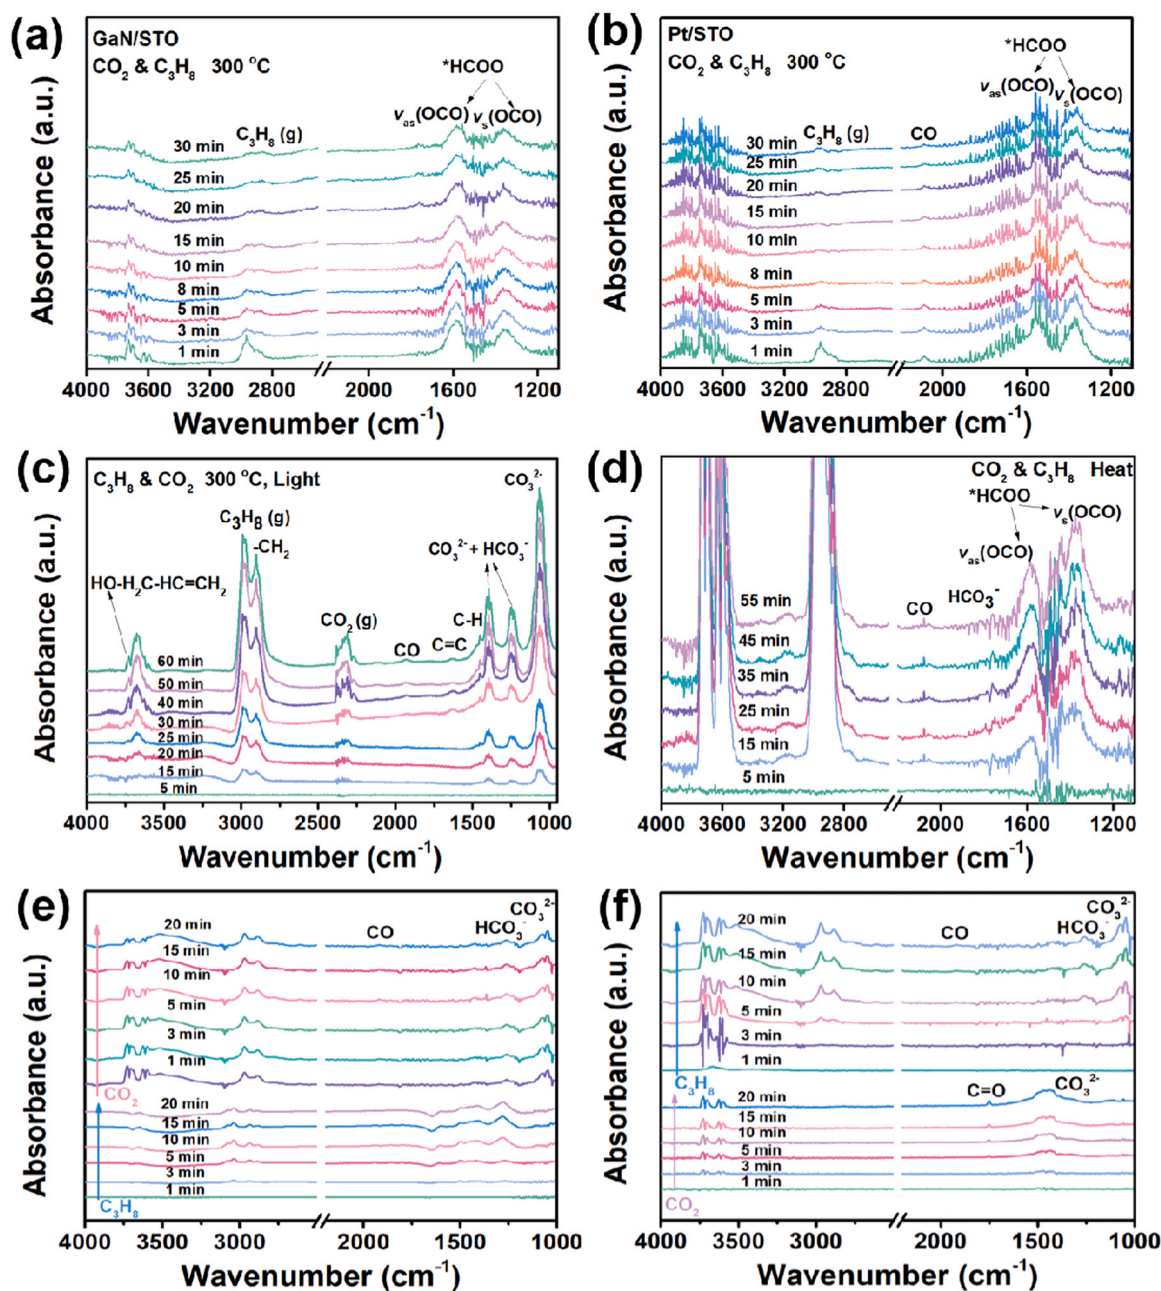 (a)
GaN/STO
CO₂ & C₃H₈ 300 °C
*HCOO
νas(OCO) νs(OCO)
C₃H₈ (g)
30 min
25 min
20 min
15 min
10 min
8 min
5 min
3 min
1 min
Absorbance (a.u.)
4000 3600 3200 2800 2000 1600 1200
Wavenumber (cm⁻¹)
(b)
Pt/STO
CO₂ & C₃H₈ 300 °C
*HCOO
νas(OCO) νs(OCO)
C₃H₈ (g)
CO
30 min
25 min
20 min
15 min
10 min
8 min
5 min
3 min
1 min
Absorbance (a.u.)
4000 3600 3200 2800 2000 1600 1200
Wavenumber (cm⁻¹)
(c)
C₃H₈ & CO₂ 300 °C, Light
CO₃²⁻
C₃H₈ (g)
-CH₂
CO₃²⁻ + HCO₃⁻
HO-H₂C-HC=CH₂
CO₂ (g)
C-H
C=C
CO
60 min
50 min
40 min
30 min
25 min
20 min
15 min
5 min
Absorbance (a.u.)
4000 3500 3000 2500 2000 1500 1000
Wavenumber (cm⁻¹)
(d)
CO₂ & C₃H₈ Heat
*HCOO
νs(OCO)
νas(OCO)
HCO₃⁻
CO
55 min
45 min
35 min
25 min
15 min
5 min
Absorbance (a.u.)
4000 3600 3200 2800 2000 1600 1200
Wavenumber (cm⁻¹)
(e)
CO₃²⁻
HCO₃⁻
CO
20 min
15 min
10 min
5 min
3 min
1 min
CO₂
20 min
15 min
10 min
5 min
3 min
1 min
C₃H₈
Absorbance (a.u.)
4000 3000 2000 1500 1000
Wavenumber (cm⁻¹)
(f)
CO₃²⁻
HCO₃⁻
CO
20 min
15 min
10 min
5 min
3 min
1 min
C₃H₈
C=O
CO₃²⁻
20 min
15 min
10 min
5 min
3 min
1 min
CO₂
Absorbance (a.u.)
4000 3500 3000 2000 1500 1000
Wavenumber (cm⁻¹)